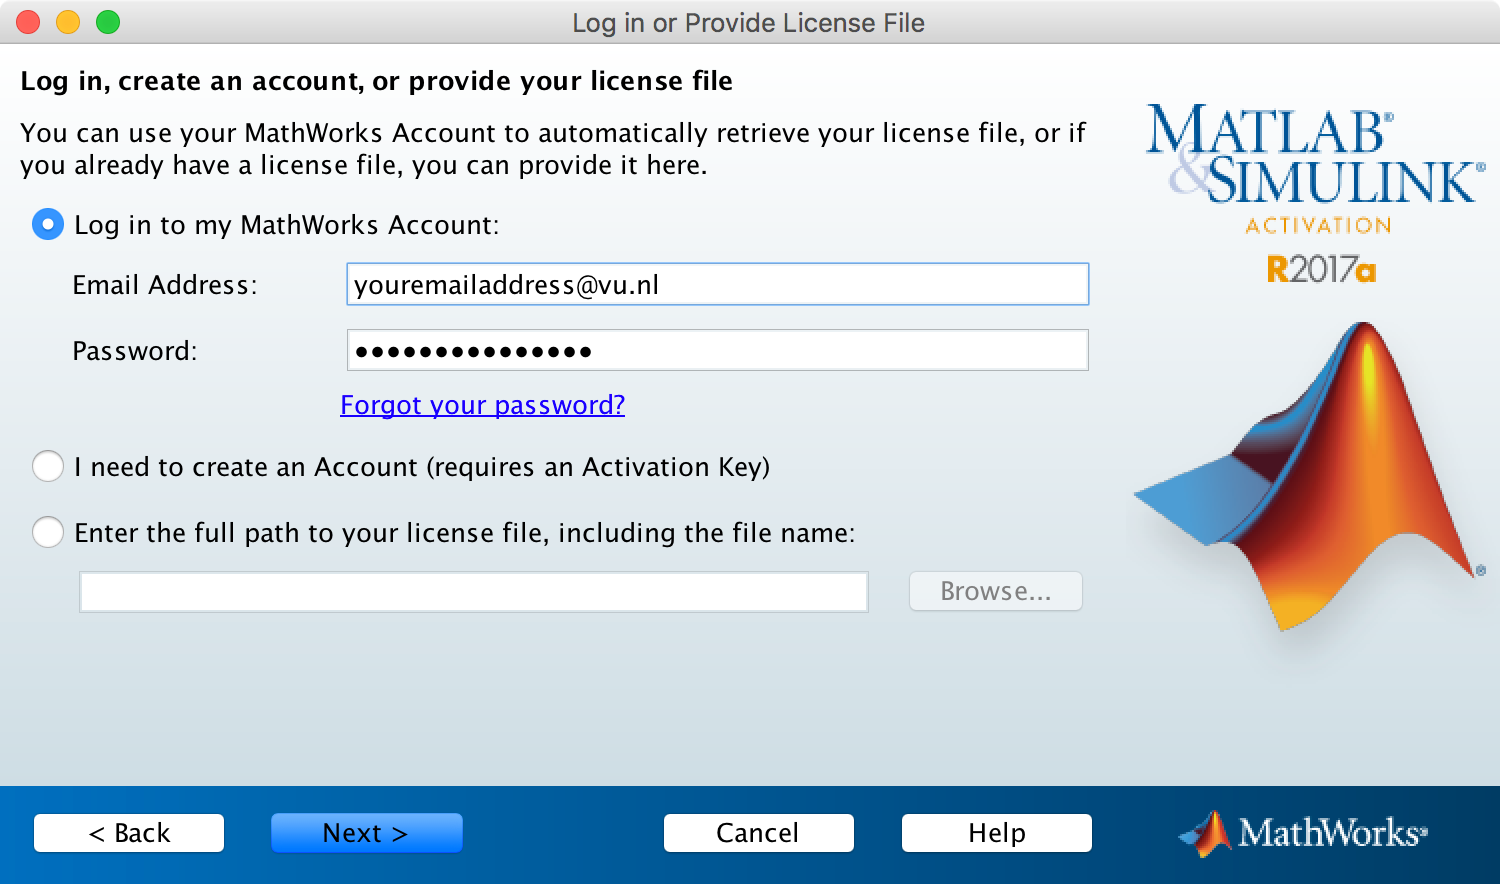 Log in or Provide License File
Log in, create an account, or provide your license file
You can use your MathWorks Account to automatically retrieve your license file, or if
you already have a license file, you can provide it here.
MATLAB®
&SIMULINK®
ACTIVATION
R2017a
Log in to my MathWorks Account:
Email Address:
youremailaddress@vu.nl
Password:
●●●●●●●●●●●●●●●
Forgot your password?
I need to create an Account (requires an Activation Key)
Enter the full path to your license file, including the file name:
Browse...
®
< Back
Next >
Cancel
Help
MathWorks®